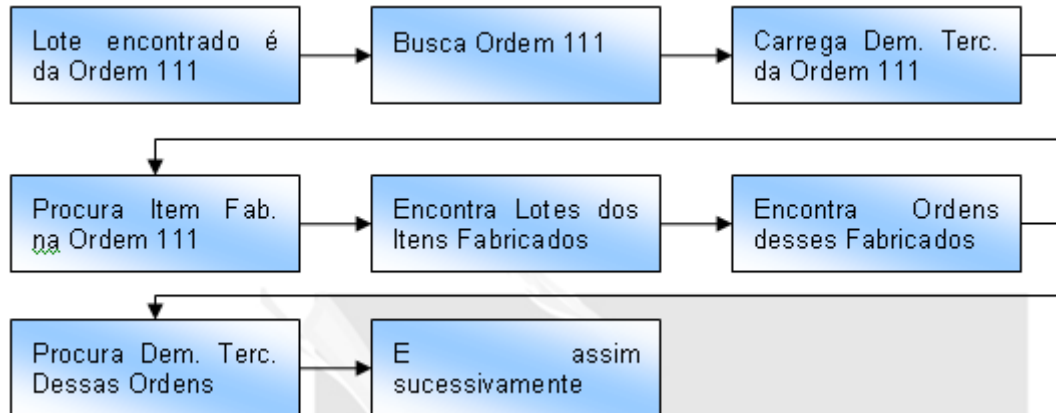 Lote encontrado é
da Ordem 111
Busca Ordem 111
Carrega Dem. Terc.
da Ordem 111
Procura Item Fab.
na Ordem 111
Encontra Lotes dos
Itens Fabricados
Encontra Ordens
desses Fabricados
Procura Dem. Terc.
Dessas Ordens
E assim
sucessivamente